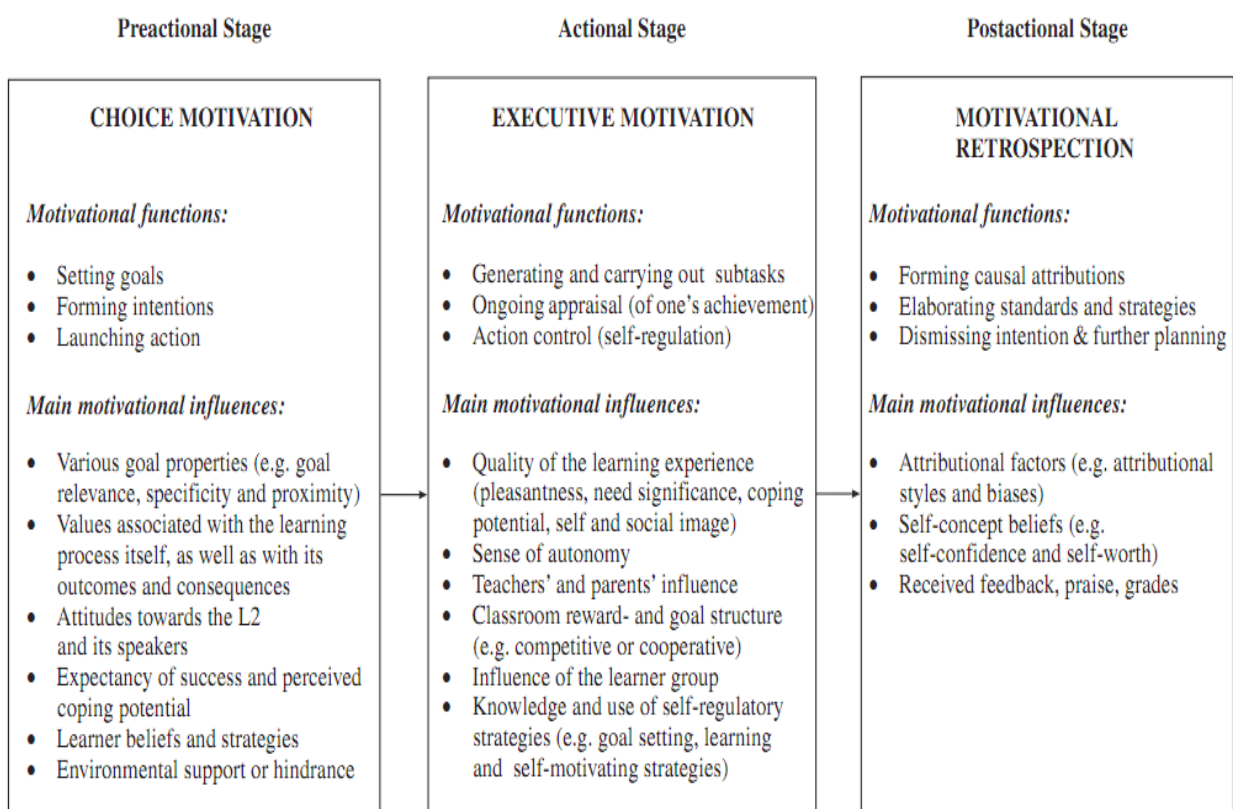 Preactional Stage
Actional Stage
Postactional Stage
CHOICE MOTIVATION
Motivational functions:
• Setting goals
• Forming intentions
• Launching action
Main motivational influences:
• Various goal properties (e.g. goal
relevance, specificity and proximity)
• Values associated with the learning
process itself, as well as with its
outcomes and consequences
• Attitudes towards the L2
and its speakers
• Expectancy of success and perceived
coping potential
• Learner beliefs and strategies
• Environmental support or hindrance
EXECUTIVE MOTIVATION
Motivational functions:
• Generating and carrying out subtasks
• Ongoing appraisal (of one's achievement)
• Action control (self-regulation)
Main motivational influences:
• Quality of the learning experience
(pleasantness, need significance, coping
potential, self and social image)
• Sense of autonomy
• Teachers' and parents' influence
• Classroom reward- and goal structure
(e.g. competitive or cooperative)
• Influence of the learner group
• Knowledge and use of self-regulatory
strategies (e.g. goal setting, learning
and self-motivating strategies)
MOTIVATIONAL
RETROSPECTION
Motivational functions:
• Forming causal attributions
• Elaborating standards and strategies
• Dismissing intention & further planning
Main motivational influences:
• Attributional factors (e.g. attributional
styles and biases)
• Self-concept beliefs (e.g.
self-confidence and self-worth)
• Received feedback, praise, grades